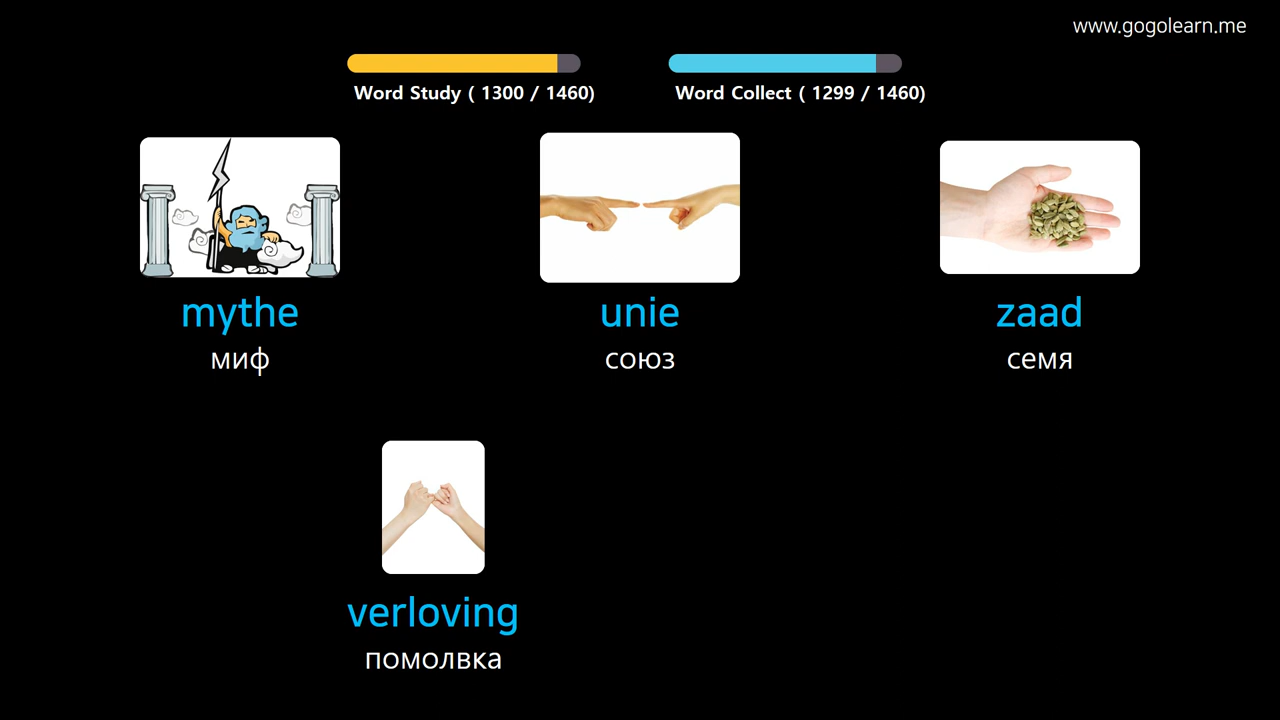 www.gogolearn.me
Word Study ( 1300 / 1460)
Word Collect ( 1299 / 1460)
mythe
миф
unie
союз
zaad
семя
verloving
помолвка